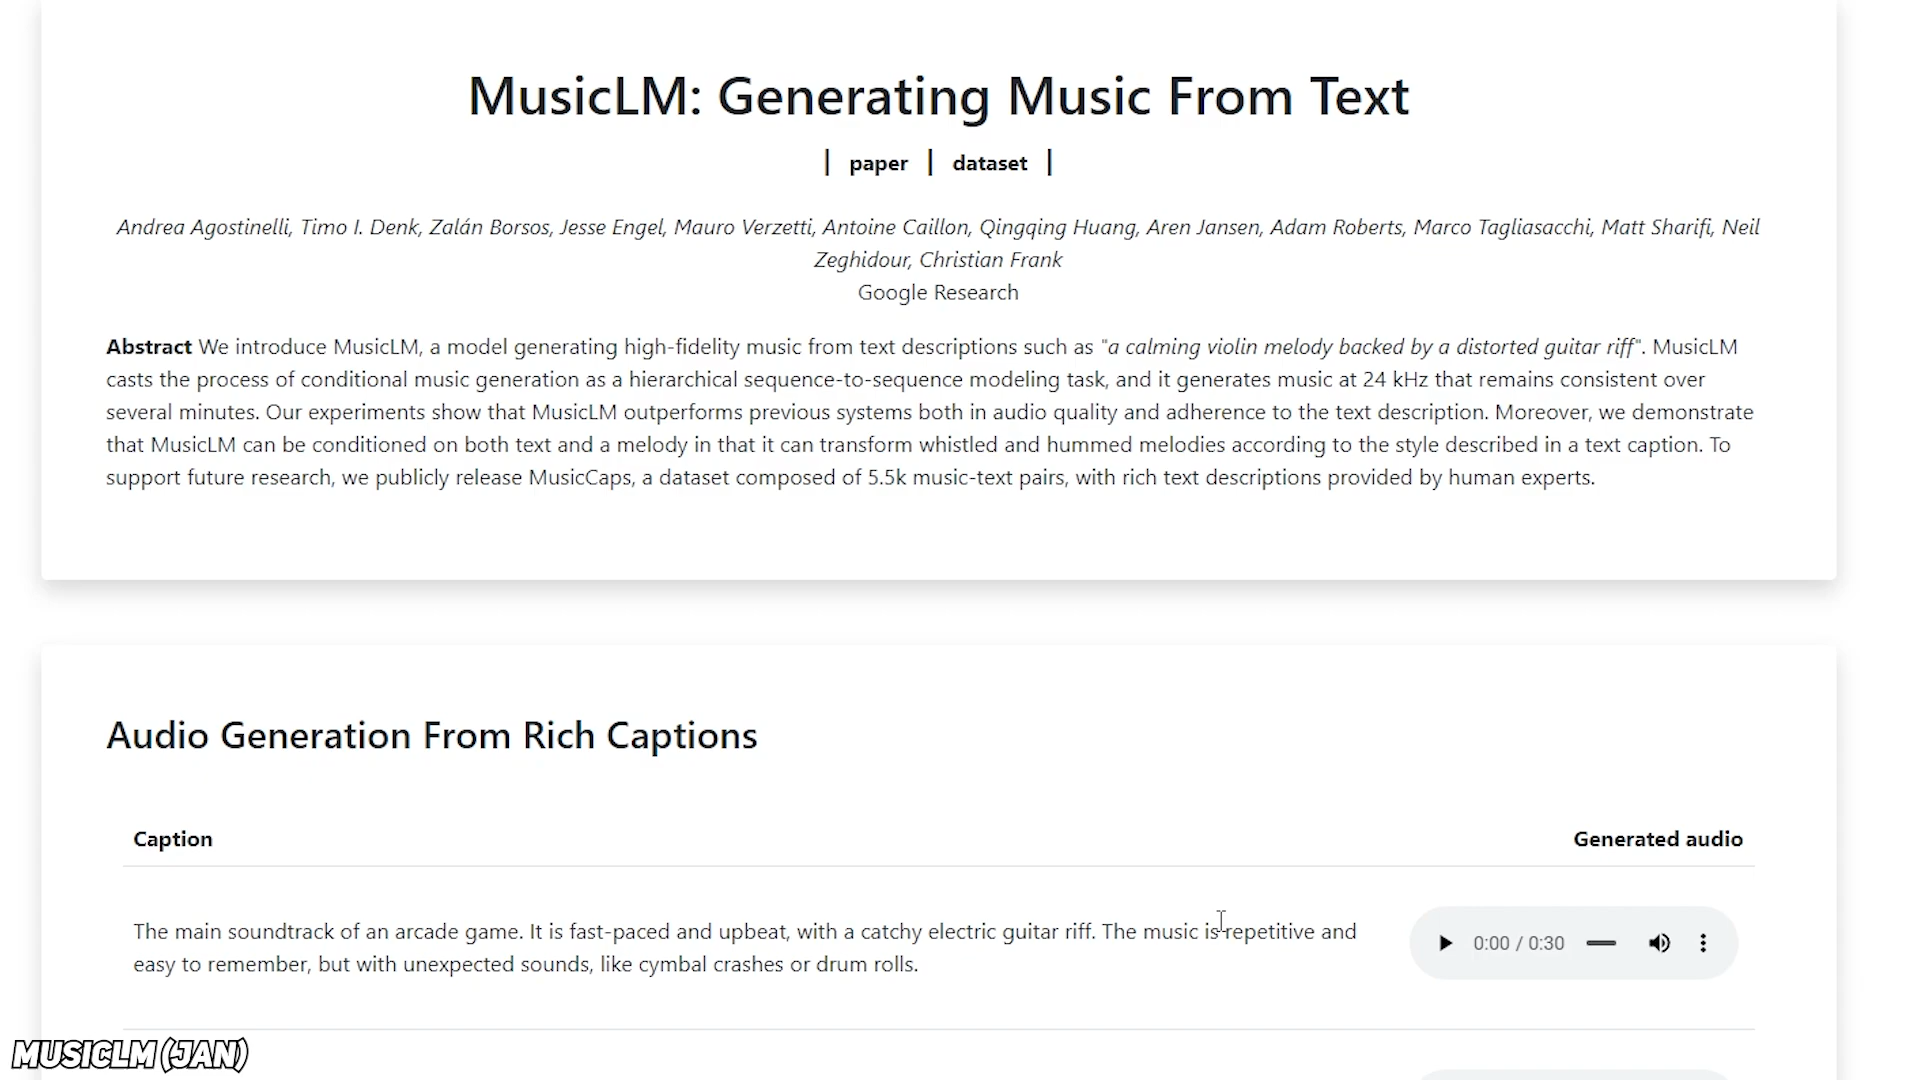 MusicLM: Generating Music From Text
| paper | dataset |
Andrea Agostinelli, Timo I. Denk, Zalán Borsos, Jesse Engel, Mauro Verzetti, Antoine Caillon, Qingqing Huang, Aren Jansen, Adam Roberts, Marco Tagliasacchi, Matt Sharifi, Neil
Zeghidour, Christian Frank
Google Research
Abstract We introduce MusicLM, a model generating high-fidelity music from text descriptions such as "a calming violin melody backed by a distorted guitar riff". MusicLM
casts the process of conditional music generation as a hierarchical sequence-to-sequence modeling task, and it generates music at 24 kHz that remains consistent over
several minutes. Our experiments show that MusicLM outperforms previous systems both in audio quality and adherence to the text description. Moreover, we demonstrate
that MusicLM can be conditioned on both text and a melody in that it can transform whistled and hummed melodies according to the style described in a text caption. To
support future research, we publicly release MusicCaps, a dataset composed of 5.5k music-text pairs, with rich text descriptions provided by human experts.
Audio Generation From Rich Captions
Caption Generated audio
The main soundtrack of an arcade game. It is fast-paced and upbeat, with a catchy electric guitar riff. The music is repetitive and
easy to remember, but with unexpected sounds, like cymbal crashes or drum rolls.
0:00 / 0:30
MUSICLM (JAN)